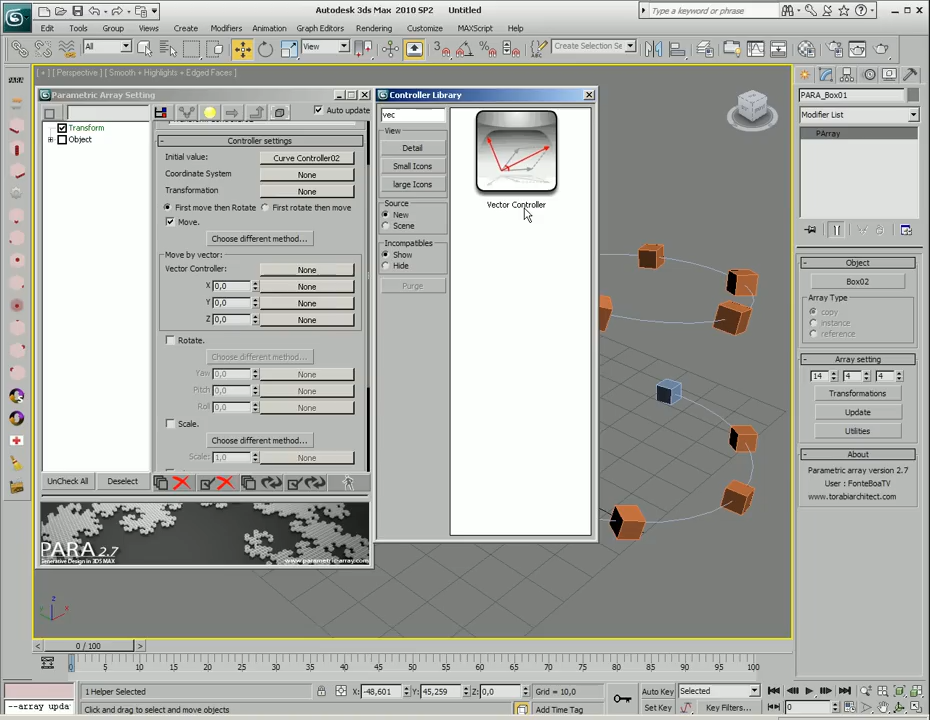 Autodesk 3ds Max 2010 SP2 Untitled
Type a keyword or phrase
Edit Tools Group Views Create Modifiers Animation Graph Editors Rendering Customize MAXScript Help
All View Create Selection Se
[ + ] [ Perspective ] [ Smooth + Highlights + Edged Faces ]
Parametric Array Setting
Auto update
Transform
Object
Controller settings
Initial value: Curve Controller02
Coordinate System None
Transformation None
First move then Rotate First rotate then move
Move.
Choose different method...
Move by vector:
Vector Controller: None
X 0,0 None
Y 0,0 None
Z 0,0 None
Rotate.
Choose different method...
Yaw 0,0 None
Pitch 0,0 None
Roll 0,0 None
Scale.
Choose different method...
Scale: 1,0 None
UnCheck All Deselect
PARA 2.7
Generative Design in 3DS MAX
www.parametric-array.com
Controller Library
vec
View
Detail
Small Icons
large Icons
Source
New
Scene
Incompatibles
Show
Hide
Purge
Vector Controller
PARA_Box01
Modifier List
PArray
Object
Box02
Array Type
copy
instance
reference
Array setting
14 4 4
Transformations
Update
Utilities
About
Parametric array version 2.7
User : FonteBoaTV
www.torabiarchitect.com
PARA
z
x
0 / 100
0 5 10 15 20 25 30 35 40 45 50 55 60 65 70 75 80 85 90 95 100
1 Helper Selected X: -48,601 Y: 45,259 Z: 0,0 Grid = 10,0 Auto Key Selected
--array upda Click and drag to select and move objects Add Time Tag Set Key Key Filters... 0